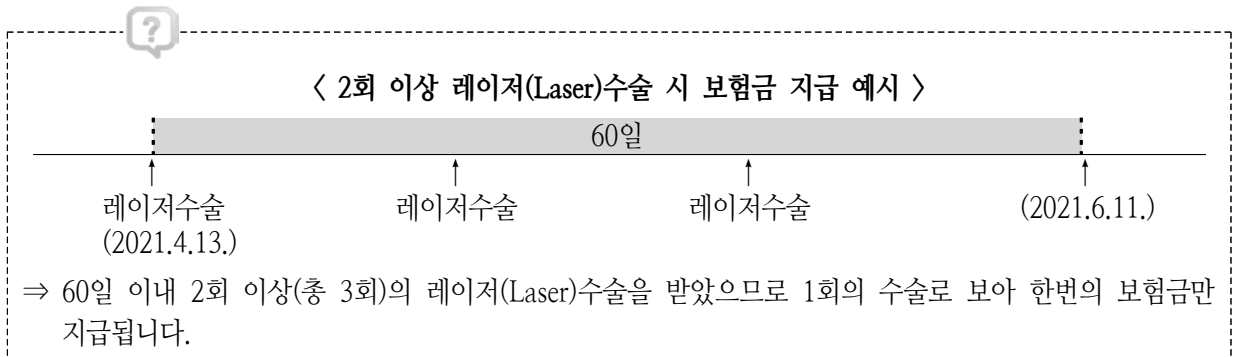 ?
〈 2회 이상 레이저(Laser)수술 시 보험금 지급 예시 〉
60일
레이저수술 레이저수술 레이저수술 (2021.6.11.)
(2021.4.13.)
⇒ 60일 이내 2회 이상(총 3회)의 레이저(Laser)수술을 받았으므로 1회의 수술로 보아 한번의 보험금만
지급됩니다.